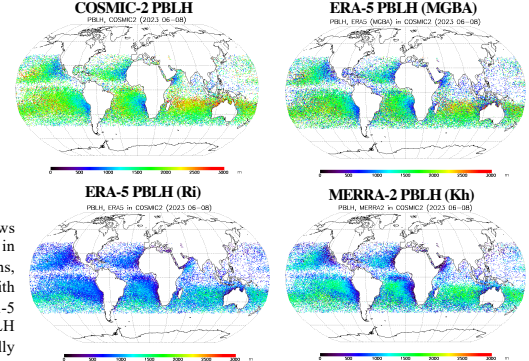 COSMIC-2 PBLH
PBLH, COSMIC2 (2023 06-08)
0 500 1000 1500 2000 2500 3000 m
ERA-5 PBLH (MGBA)
PBLH, ERA5 (MGBA) in COSMIC2 (2023 06-08)
0 500 1000 1500 2000 2500 3000 m
ERA-5 PBLH (Ri)
PBLH, ERA5 in COSMIC2 (2023 06-08)
0 500 1000 1500 2000 2500 3000 m
MERRA-2 PBLH (Kh)
PBLH, MERRA2 in COSMIC2 (2023 06-08)
0 500 1000 1500 2000 2500 3000 m
ws
in
ns,
ith
-5
LH
lly